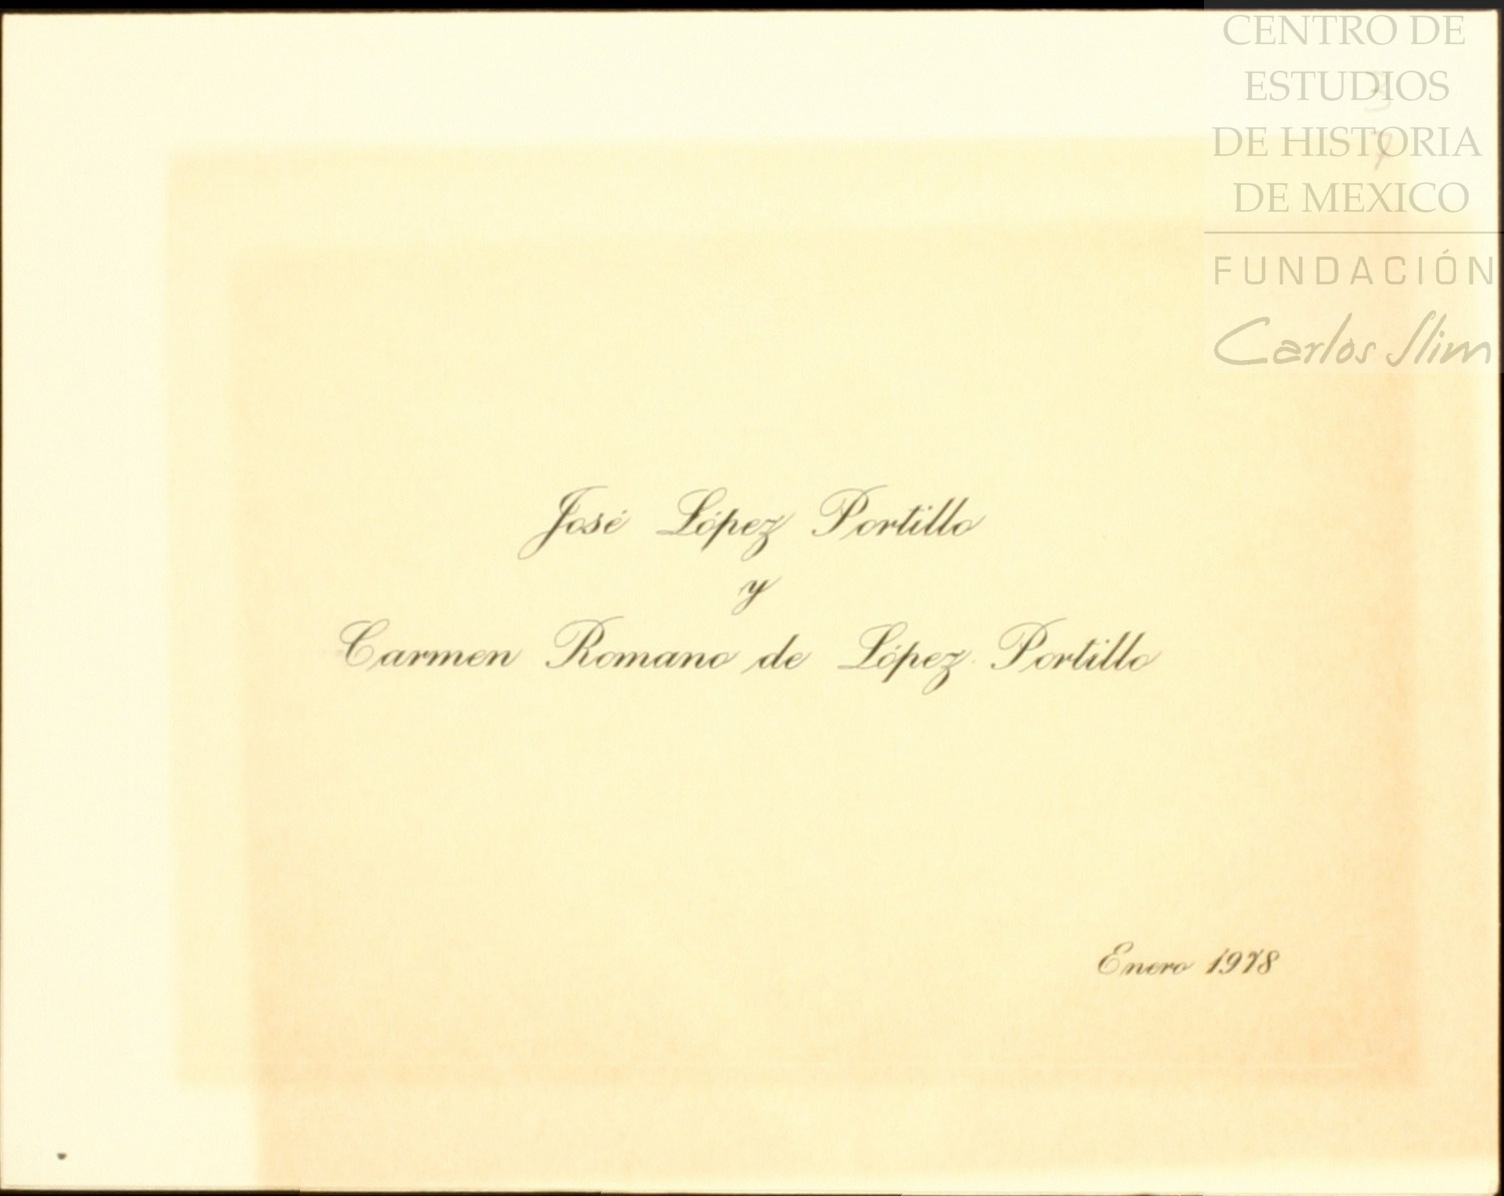 CENTRO DE
ESTUDIOS
DE HISTORIA
DE MEXICO
FUNDACIÓN
Carlos Slim
José López Portillo
y
Carmen Romano de López Portillo
Enero 1978